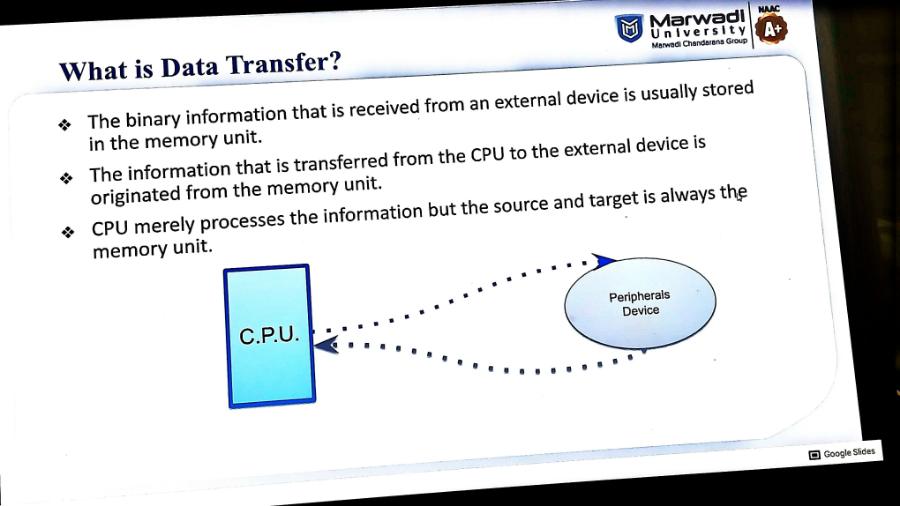 Marwadi
University
Marwadi Chandarana Group
NAAC
A+
What is Data Transfer?
❖ The binary information that is received from an external device is usually stored
in the memory unit.
❖ The information that is transferred from the CPU to the external device is
originated from the memory unit.
❖ CPU merely processes the information but the source and target is always the
memory unit.
C.P.U.
Peripherals
Device
Google Slides